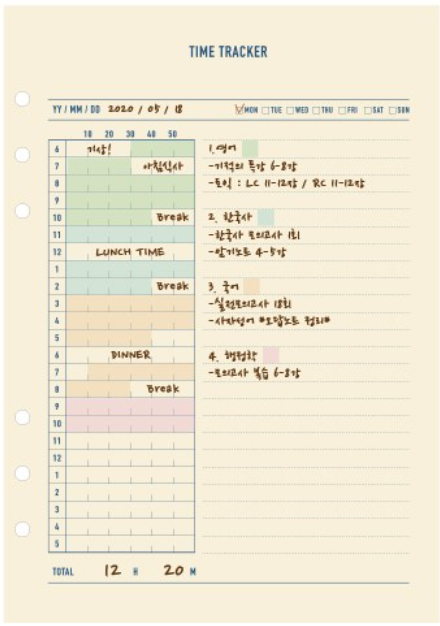 TIME TRACKER
YY / MM / DD 2020 / 05 / 18 MON TUE WED THU FRI SAT SUN
10 20 30 40 50
6 기상!
7 아침식사
8
9
10 Break
11
12 LUNCH TIME
1
2 Break
3
4
5
6 DINNER
7
8 Break
9
10
11
12
1
2
3
4
5
TOTAL 12 H 20 M
1. 영어
-기적의 특강 6-8강
-토익 : LC 11-12강 / RC 11-12강
2. 한국사
-한국사 모의고사 1회
-암기노트 4-5강
3. 국어
-실전모의고사 18회
-사자성어 *오답노트 정리*
4. 행정학
-모의고사 복습 6-8강